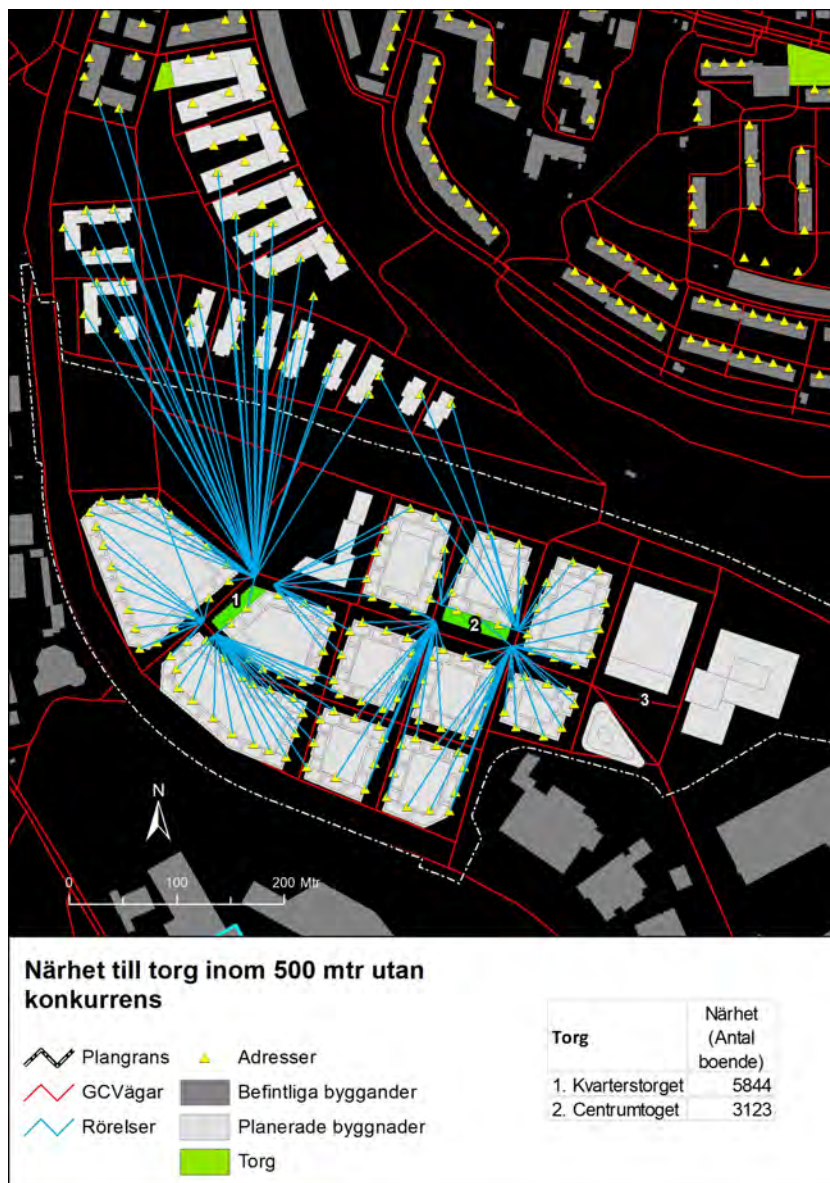 1
2
3
N
0 100 200 Mtr
Närhet till torg inom 500 mtr utan
konkurrens
Plangrans
Adresser
GCVägar
Befintliga byggander
Rörelser
Planerade byggnader
Torg
Torg
Närhet
(Antal
boende)
1. Kvarterstorget 5844
2. Centrumtoget 3123